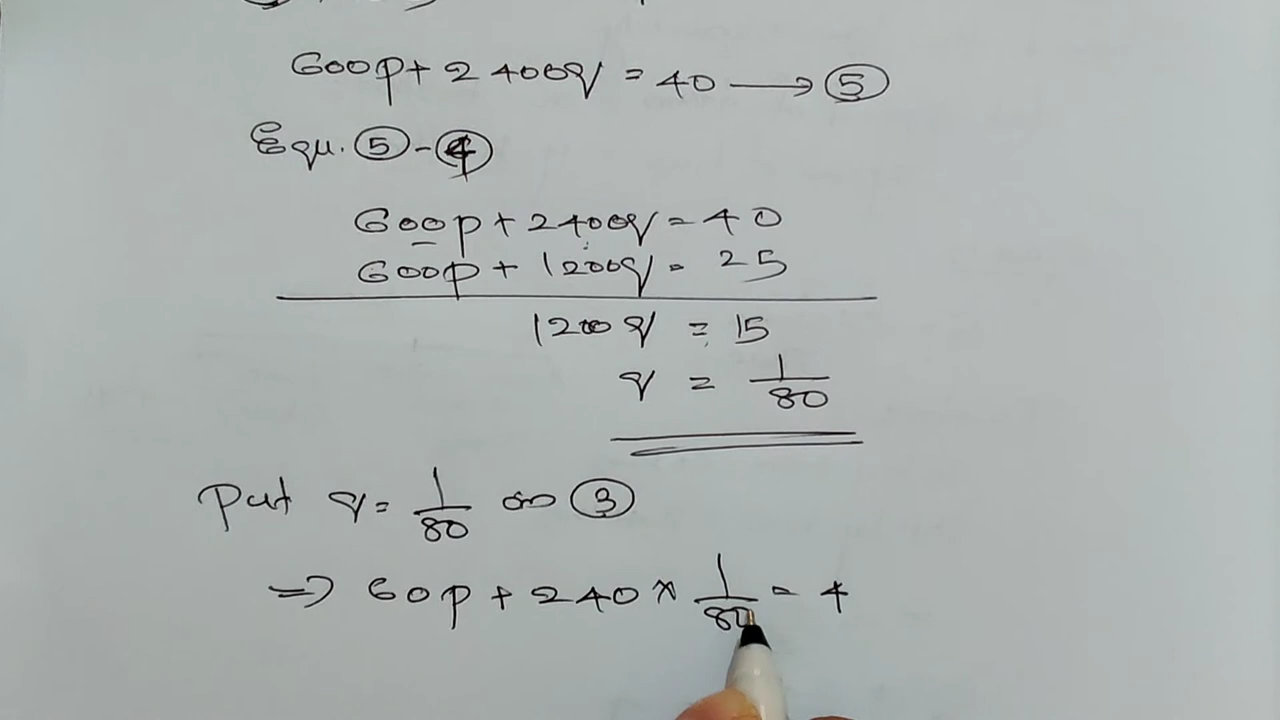 600p + 2400q = 40 → ⑤
Equ. ⑤ - ④
600p + 2400q = 40
600p + 1200q = 25
1200q = 15
q = 1/80
Put q = 1/80 on ③
⇒ 60p + 240 × 1/80 = 4